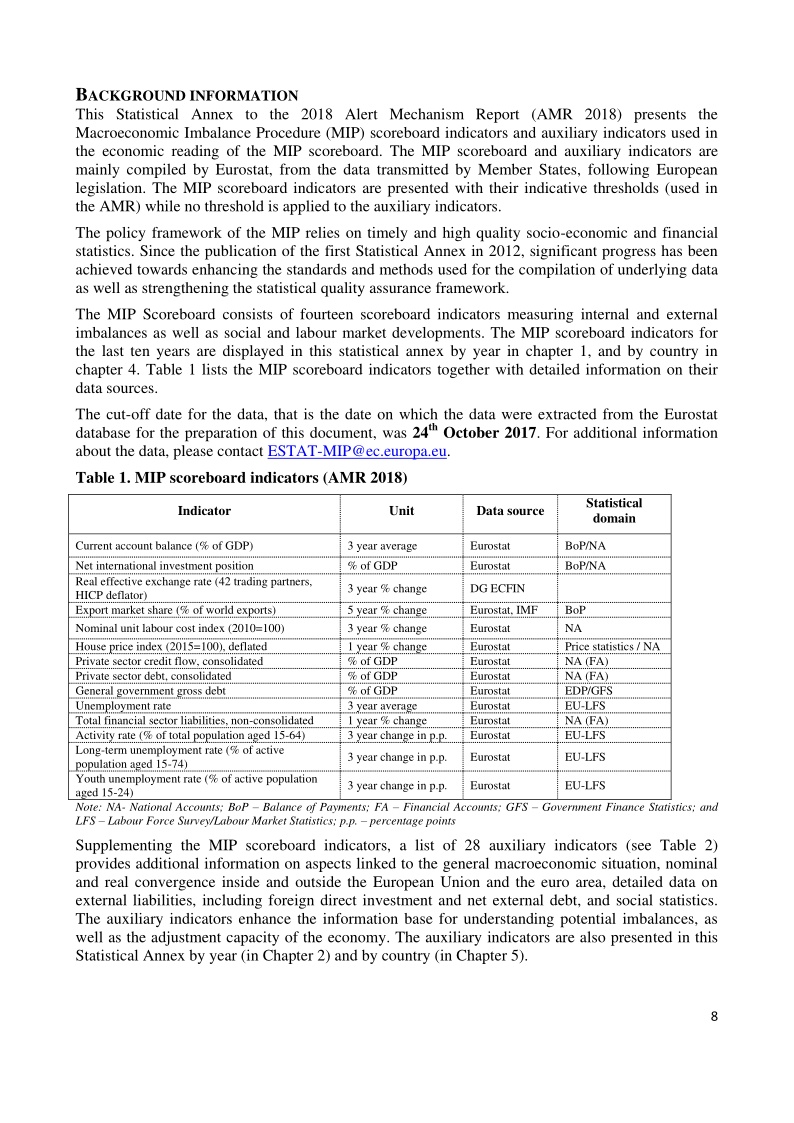 BACKGROUND INFORMATION
This Statistical Annex to the 2018 Alert Mechanism Report (AMR 2018) presents the
Macroeconomic Imbalance Procedure (MIP) scoreboard indicators and auxiliary indicators used in
the economic reading of the MIP scoreboard. The MIP scoreboard and auxiliary indicators are
mainly compiled by Eurostat, from the data transmitted by Member States, following European
legislation. The MIP scoreboard indicators are presented with their indicative thresholds (used in
the AMR) while no threshold is applied to the auxiliary indicators.
The policy framework of the MIP relies on timely and high quality socio-economic and financial
statistics. Since the publication of the first Statistical Annex in 2012, significant progress has been
achieved towards enhancing the standards and methods used for the compilation of underlying data
as well as strengthening the statistical quality assurance framework.
The MIP Scoreboard consists of fourteen scoreboard indicators measuring internal and external
imbalances as well as social and labour market developments. The MIP scoreboard indicators for
the last ten years are displayed in this statistical annex by year in chapter 1, and by country in
chapter 4. Table 1 lists the MIP scoreboard indicators together with detailed information on their
data sources.
The cut-off date for the data, that is the date on which the data were extracted from the Eurostat
database for the preparation of this document, was 24th October 2017. For additional information
about the data, please contact ESTAT-MIP@ec.europa.eu.
Table 1. MIP scoreboard indicators (AMR 2018)
Indicator Unit Data source Statistical
domain
Current account balance (% of GDP) 3 year average Eurostat BoP/NA
Net international investment position % of GDP Eurostat BoP/NA
Real effective exchange rate (42 trading partners,
HICP deflator) 3 year % change DG ECFIN
Export market share (% of world exports) 5 year % change Eurostat, IMF BoP
Nominal unit labour cost index (2010=100) 3 year % change Eurostat NA
House price index (2015=100), deflated 1 year % change Eurostat Price statistics / NA
Private sector credit flow, consolidated % of GDP Eurostat NA (FA)
Private sector debt, consolidated % of GDP Eurostat NA (FA)
General government gross debt % of GDP Eurostat EDP/GFS
Unemployment rate 3 year average Eurostat EU-LFS
Total financial sector liabilities, non-consolidated 1 year % change Eurostat NA (FA)
Activity rate (% of total population aged 15-64) 3 year change in p.p. Eurostat EU-LFS
Long-term unemployment rate (% of active
population aged 15-74) 3 year change in p.p. Eurostat EU-LFS
Youth unemployment rate (% of active population
aged 15-24) 3 year change in p.p. Eurostat EU-LFS
Note: NA- National Accounts; BoP – Balance of Payments; FA – Financial Accounts; GFS – Government Finance Statistics; and
LFS – Labour Force Survey/Labour Market Statistics; p.p. – percentage points
Supplementing the MIP scoreboard indicators, a list of 28 auxiliary indicators (see Table 2)
provides additional information on aspects linked to the general macroeconomic situation, nominal
and real convergence inside and outside the European Union and the euro area, detailed data on
external liabilities, including foreign direct investment and net external debt, and social statistics.
The auxiliary indicators enhance the information base for understanding potential imbalances, as
well as the adjustment capacity of the economy. The auxiliary indicators are also presented in this
Statistical Annex by year (in Chapter 2) and by country (in Chapter 5).
8